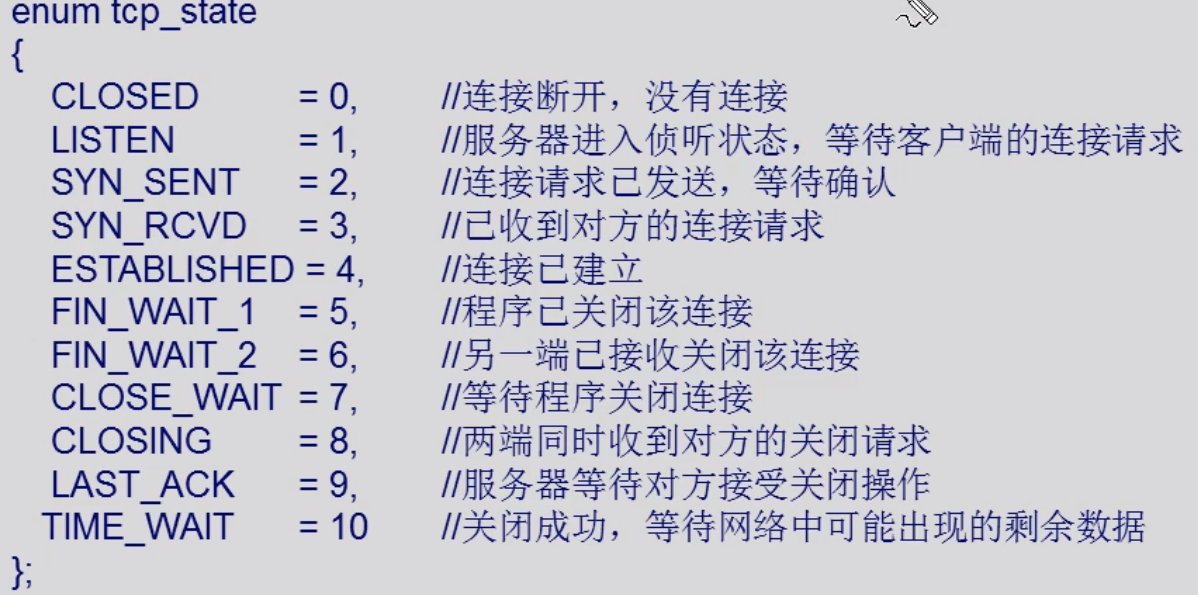 enum tcp_state
{
CLOSED = 0, //连接断开，没有连接
LISTEN = 1, //服务器进入侦听状态，等待客户端的连接请求
SYN_SENT = 2, //连接请求已发送，等待确认
SYN_RCVD = 3, //已收到对方的连接请求
ESTABLISHED = 4, //连接已建立
FIN_WAIT_1 = 5, //程序已关闭该连接
FIN_WAIT_2 = 6, //另一端已接收关闭该连接
CLOSE_WAIT = 7, //等待程序关闭连接
CLOSING = 8, //两端同时收到对方的关闭请求
LAST_ACK = 9, //服务器等待对方接受关闭操作
TIME_WAIT = 10 //关闭成功，等待网络中可能出现的剩余数据
};